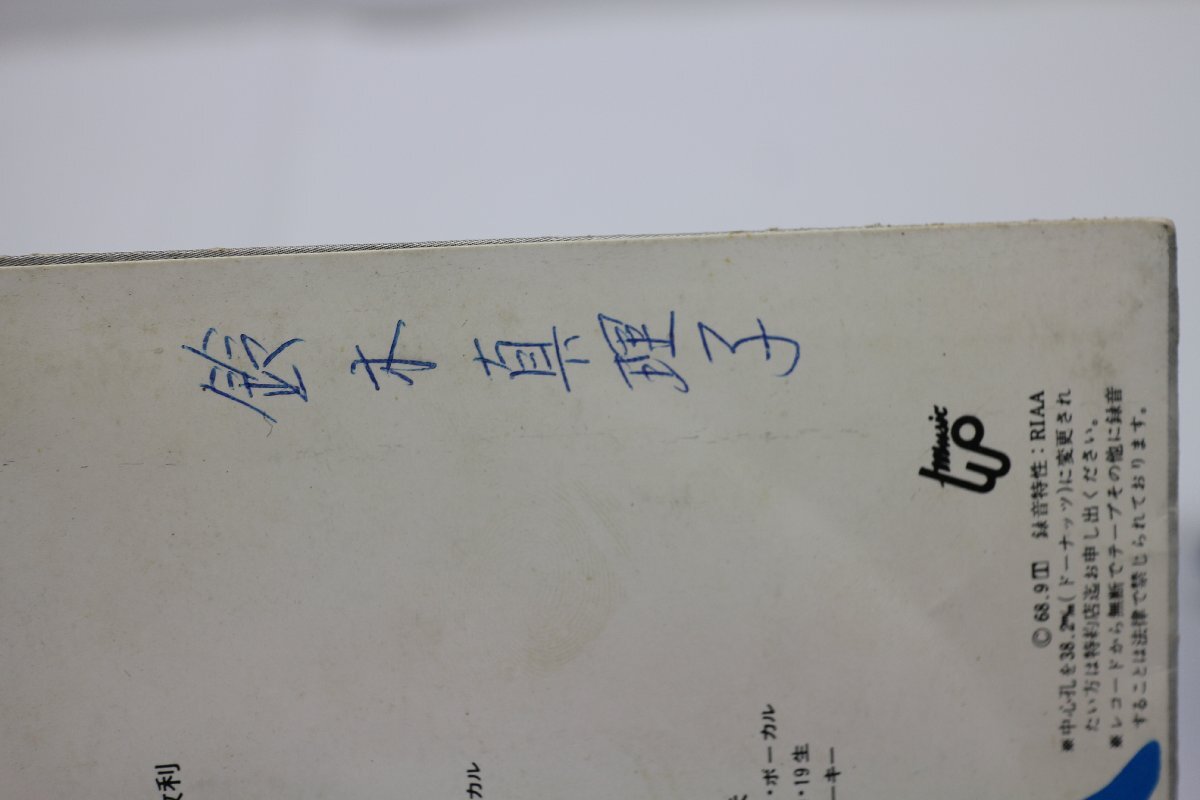 鈴木真理子
music up
Ⓒ68.9 Ⅱ 録音特性：RIAA
※中心孔を38.2㎜（ドーナッツ）に変更され
たい方は特約店迄お申し出ください。
※レコードから無断でテープその他に録音
することは法律で禁じられております。
利
カル
・ボーカル
・19生
ーキー